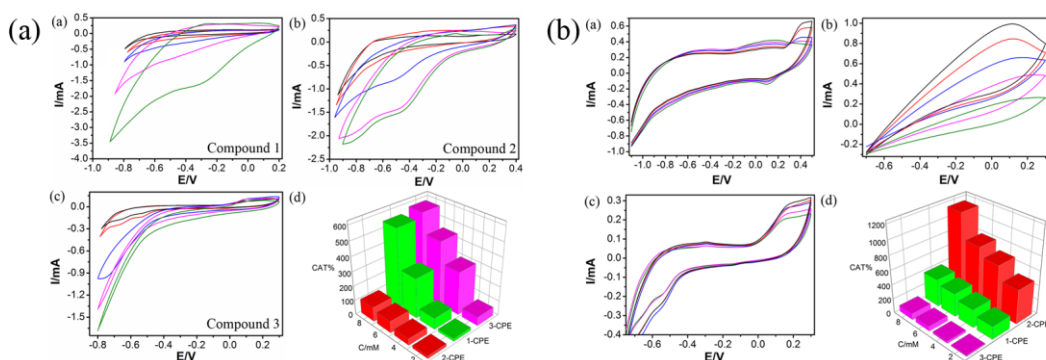 (a)
(a)
I/mA
0.5
0.0
-0.5
-1.0
-1.5
-2.0
-2.5
-3.0
-3.5
-4.0
-1.0 -0.8 -0.6 -0.4 -0.2 0.0 0.2
E/V
Compound 1
(b)
I/mA
0.5
0.0
-0.5
-1.0
-1.5
-2.0
-2.5
-1.0 -0.8 -0.6 -0.4 -0.2 0.0 0.2 0.4
E/V
Compound 2
(c)
I/mA
0.0
-0.3
-0.6
-0.9
-1.2
-1.5
-0.8 -0.6 -0.4 -0.2 0.0 0.2
E/V
Compound 3
(d)
CAT%
600
500
400
300
200
100
0
8
6
4
2
C/mM
3-CPE
1-CPE
2-CPE
(b)
(a)
I/mA
0.8
0.6
0.4
0.2
0.0
-0.2
-0.4
-0.6
-0.8
-1.0
-1.0 -0.8 -0.6 -0.4 -0.2 0.0 0.2 0.4
E/V
(b)
I/mA
1.0
0.8
0.6
0.4
0.2
0.0
-0.2
-0.6 -0.4 -0.2 0.0 0.2
E/V
(c)
I/mA
0.3
0.2
0.1
0.0
-0.1
-0.2
-0.3
-0.4
-0.6 -0.4 -0.2 0.0 0.2
E/V
(d)
CAT%
1200
1000
800
600
400
200
0
8
6
4
2
C/mM
2-CPE
1-CPE
3-CPE